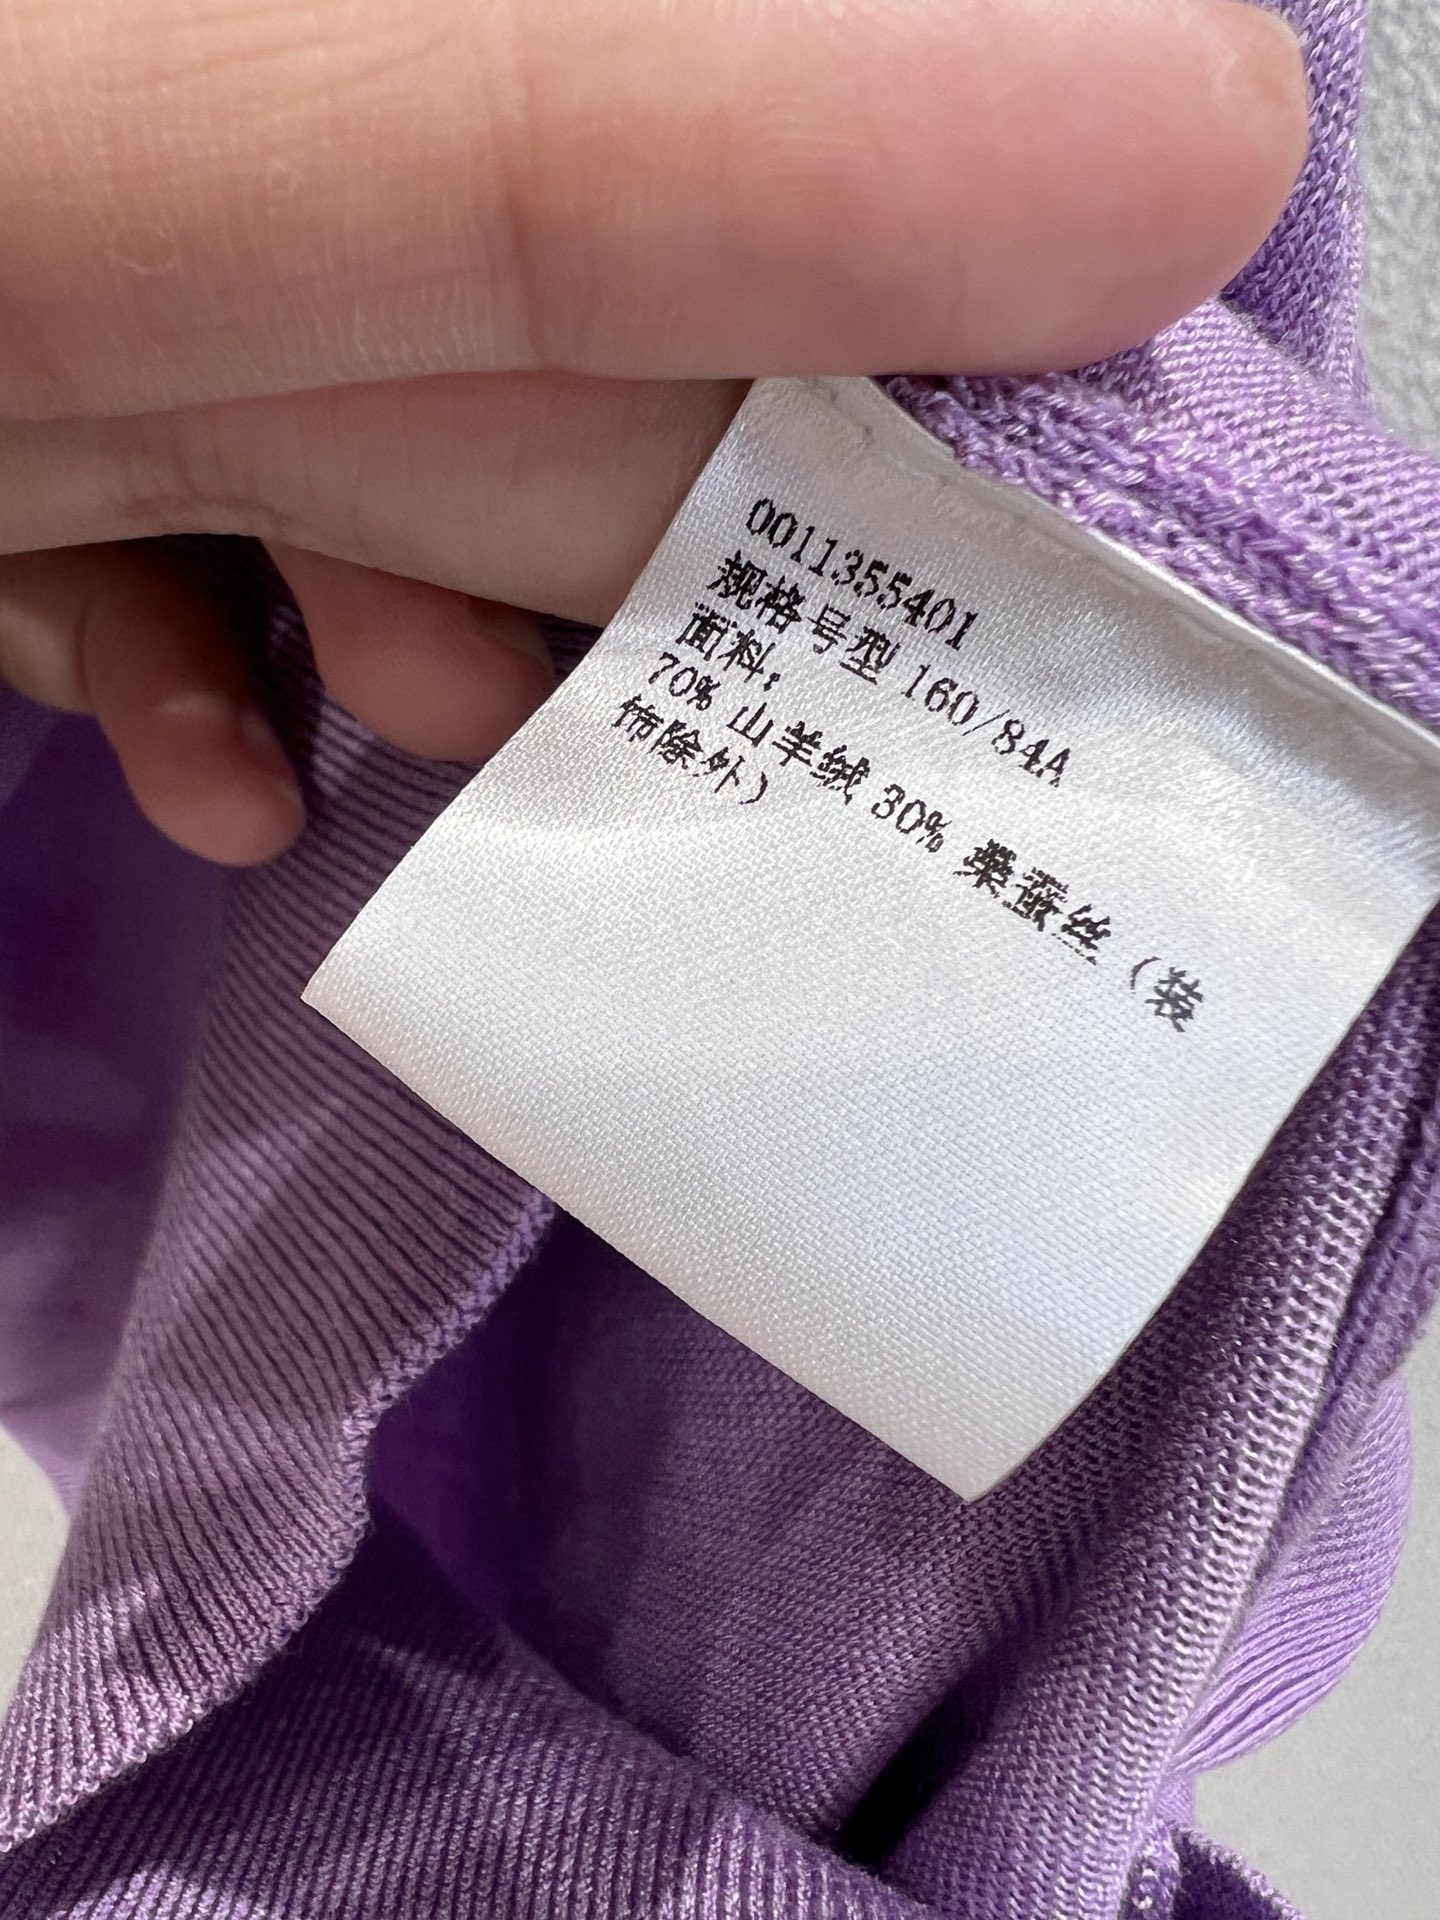 0011355401
规格号型 160/84A
面料：
70% 山羊绒 30% 桑蚕丝（装
饰除外）